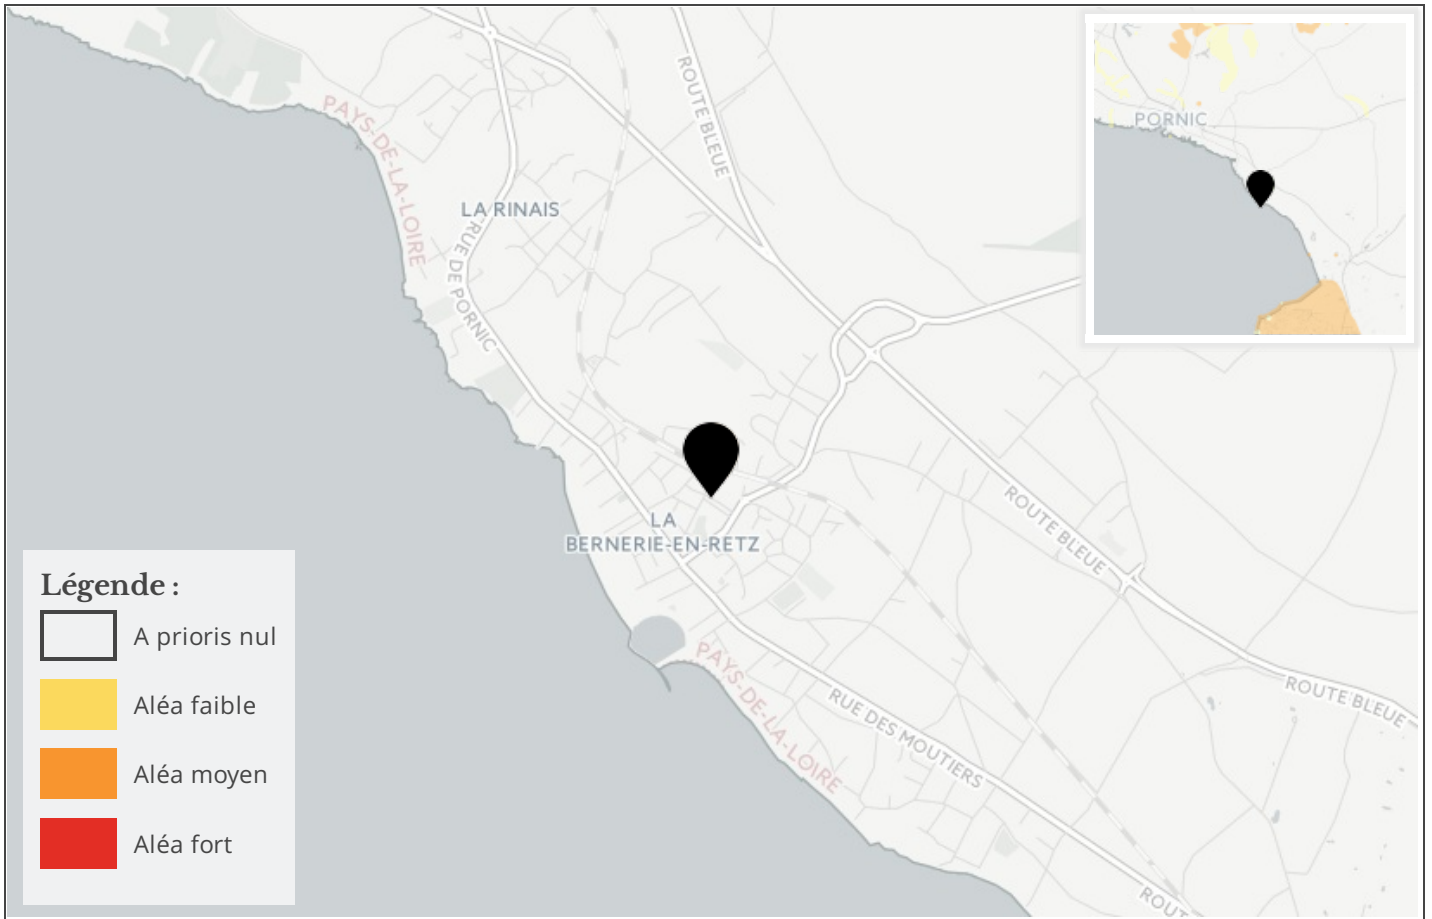 PAYS-DE-LA-LOIRE
ROUTE BLEUE
PORNIC
LA RINAIS
RUE DE PORNIC
LA
BERNERIE-EN-RETZ
ROUTE BLEUE
PAYS-DE-LA-LOIRE
RUE DES MOUTIERS
ROUTE BLEUE
ROUT
Légende :
A prioris nul
Aléa faible
Aléa moyen
Aléa fort